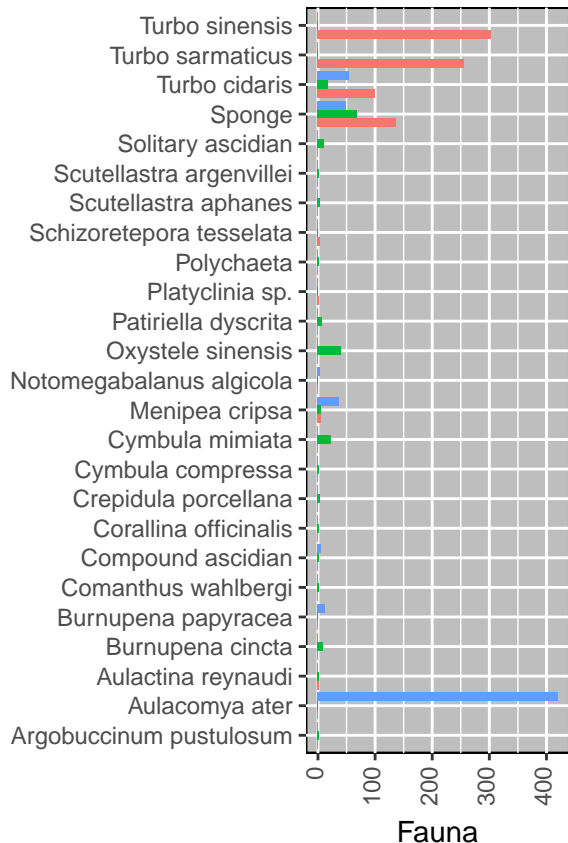 Turbo sinensis
Turbo sarmaticus
Turbo cidaris
Sponge
Solitary ascidian
Scutellastra argenvillei
Scutellastra aphanes
Schizoretepora tesselata
Polychaeta
Platyclinia sp.
Patiriella dyscrita
Oxystele sinensis
Notomegabalanus algicola
Menipea cripsa
Cymbula mimiata
Cymbula compressa
Crepidula porcellana
Corallina officinalis
Compound ascidian
Comanthus wahlbergi
Burnupena papyracea
Burnupena cincta
Aulactina reynaudi
Aulacomya ater
Argobuccinum pustulosum
0 100 200 300 400
Fauna